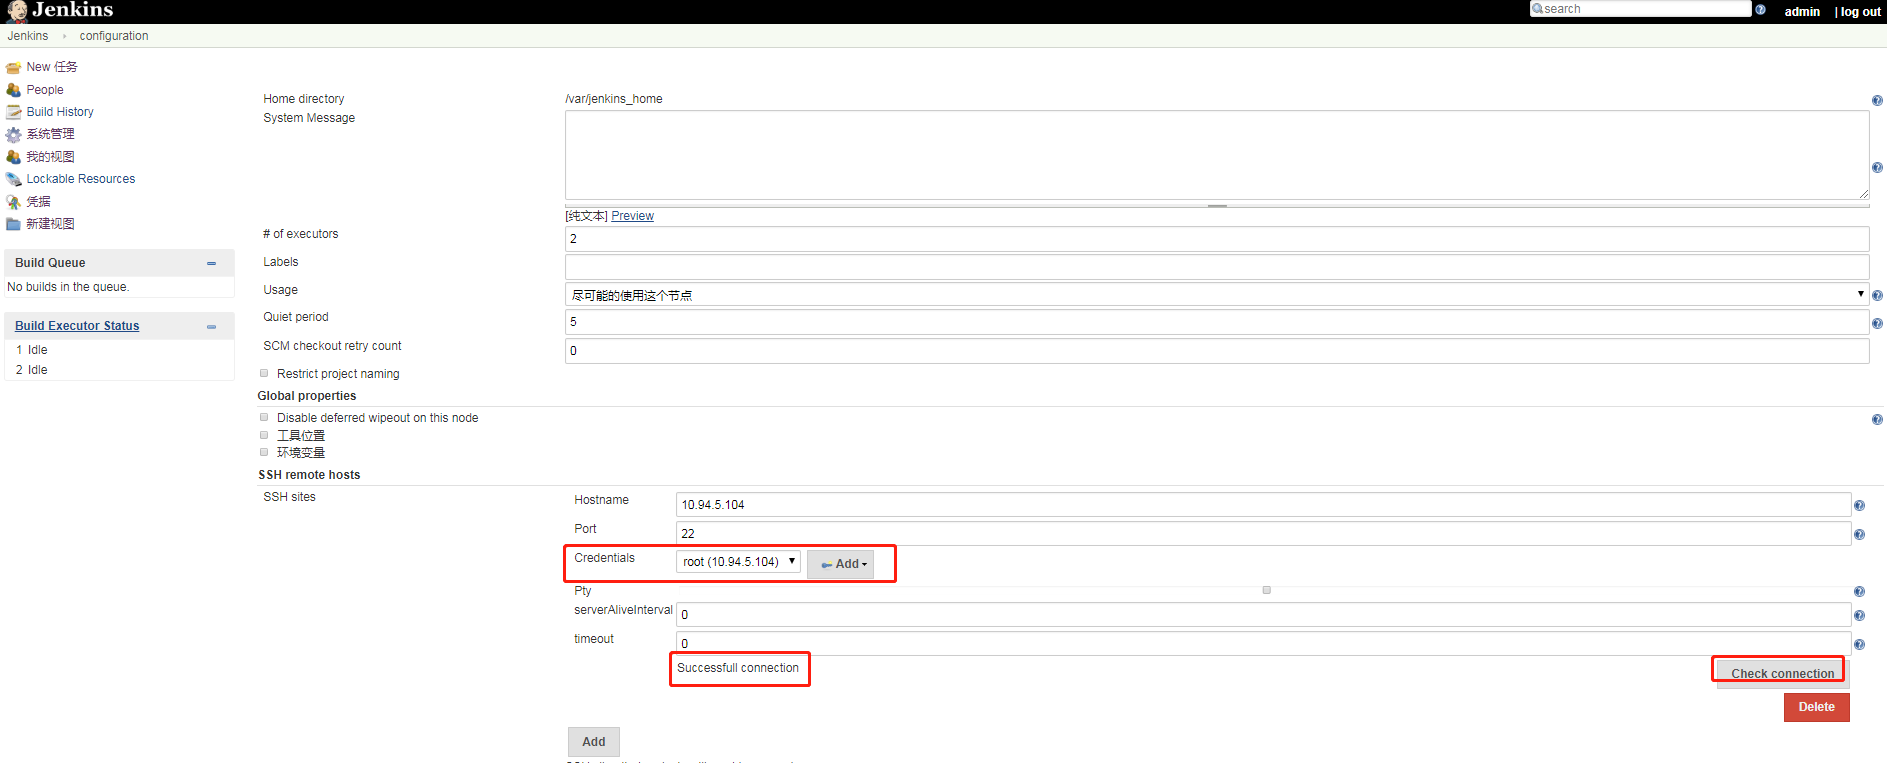 Jenkins
search
admin
| log out
Jenkins
configuration
New 任务
People
Build History
系统管理
我的视图
Lockable Resources
凭据
新建视图
Build Queue
No builds in the queue.
Build Executor Status
1 Idle
2 Idle
Home directory
/var/jenkins_home
System Message
[纯文本] Preview
# of executors
2
Labels
Usage
尽可能的使用这个节点
Quiet period
5
SCM checkout retry count
0
Restrict project naming
Global properties
Disable deferred wipeout on this node
工具位置
环境变量
SSH remote hosts
SSH sites
Hostname
10.94.5.104
Port
22
Credentials
root (10.94.5.104)
Add
Pty
serverAliveInterval
0
timeout
0
Successfull connection
Check connection
Delete
Add